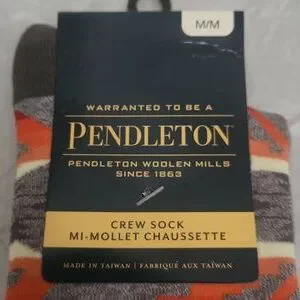 M/M
WARRANTED TO BE A
PENDLETON
PENDLETON WOOLEN MILLS
SINCE 1863
CREW SOCK
MI-MOLLET CHAUSSETTE
MADE IN TAIWAN | FABRIQUÉ AUX TAÏWAN